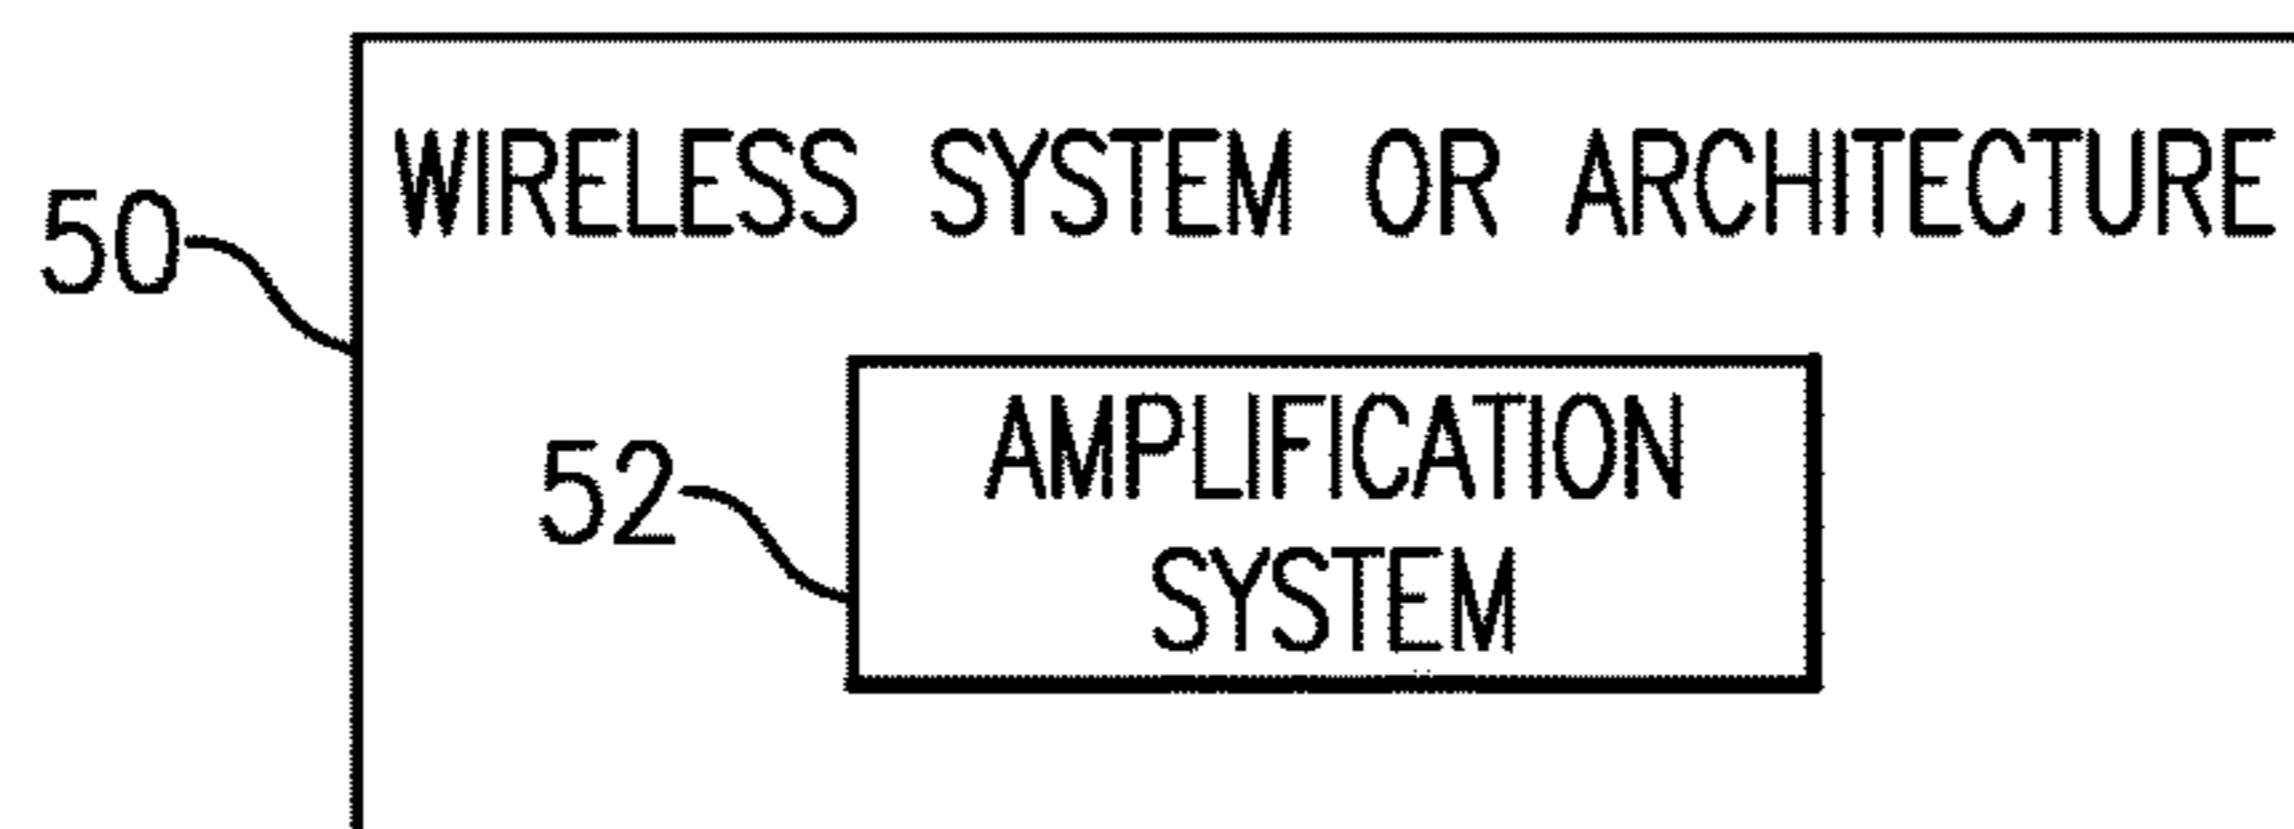 WIRELESS SYSTEM OR ARCHITECTURE
50
AMPLIFICATION
52
SYSTEM